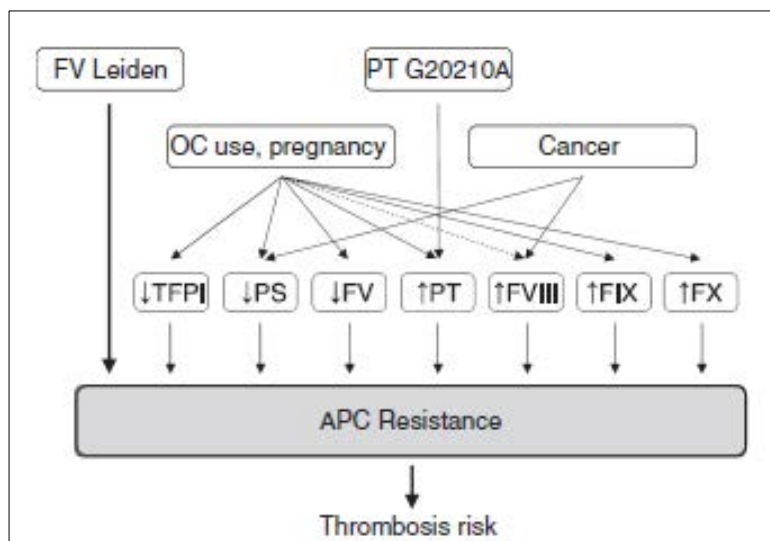 FV Leiden
PT G20210A
OC use, pregnancy
Cancer
↓TFPI
↓PS
↓FV
↑PT
↑FVIII
↑FIX
↑FX
APC Resistance
Thrombosis risk